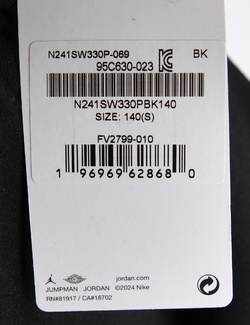 N241SW330P-069 BK
95C630-023
N241SW330PBK140
SIZE: 140(S)
FV2799-010
1 96969 62868 0
jordan.com
JUMPMAN JORDAN ©2024 Nike
RN#81917 / CA#18702